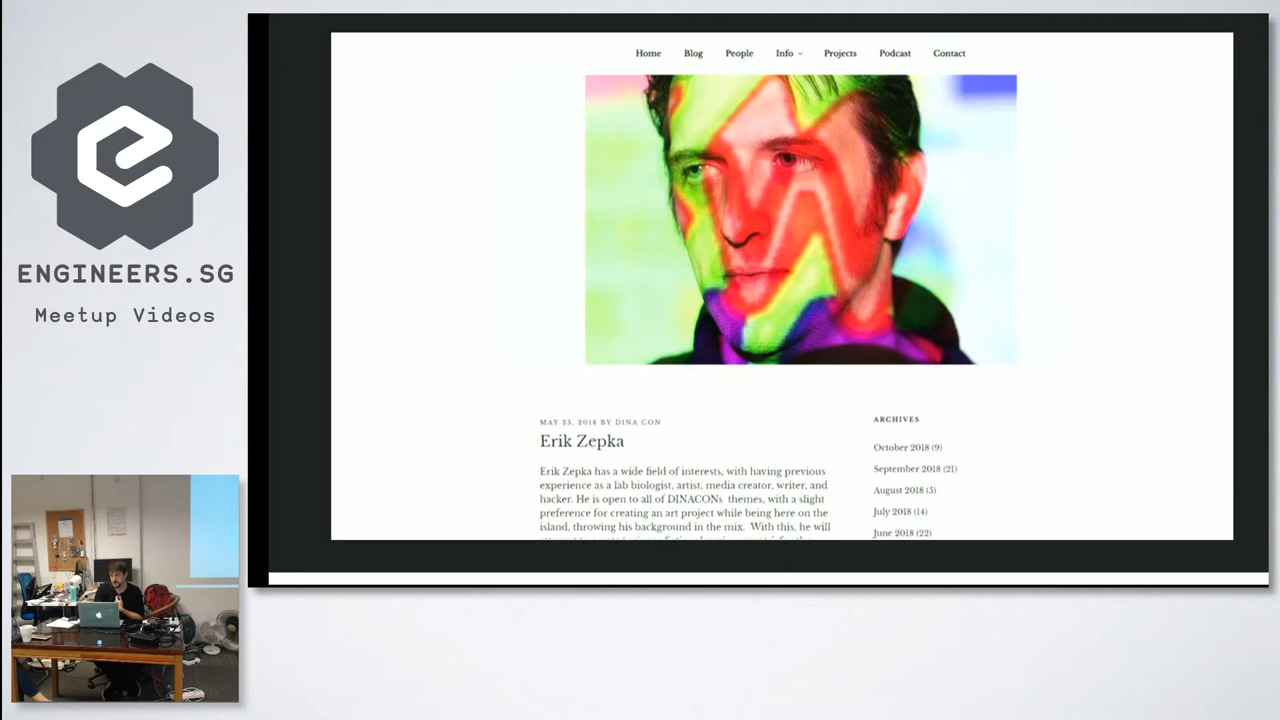 ENGINEERS.SG
Meetup Videos
Home Blog People Info Projects Podcast Contact
MAY 25, 2018 BY DINA CON
Erik Zepka
Erik Zepka has a wide field of interests, with having previous
experience as a lab biologist, artist, media creator, writer, and
hacker. He is open to all of DINACONs themes, with a slight
preference for creating an art project while being here on the
island, throwing his background in the mix. With this, he will
ARCHIVES
October 2018 (9)
September 2018 (21)
August 2018 (5)
July 2018 (14)
June 2018 (22)